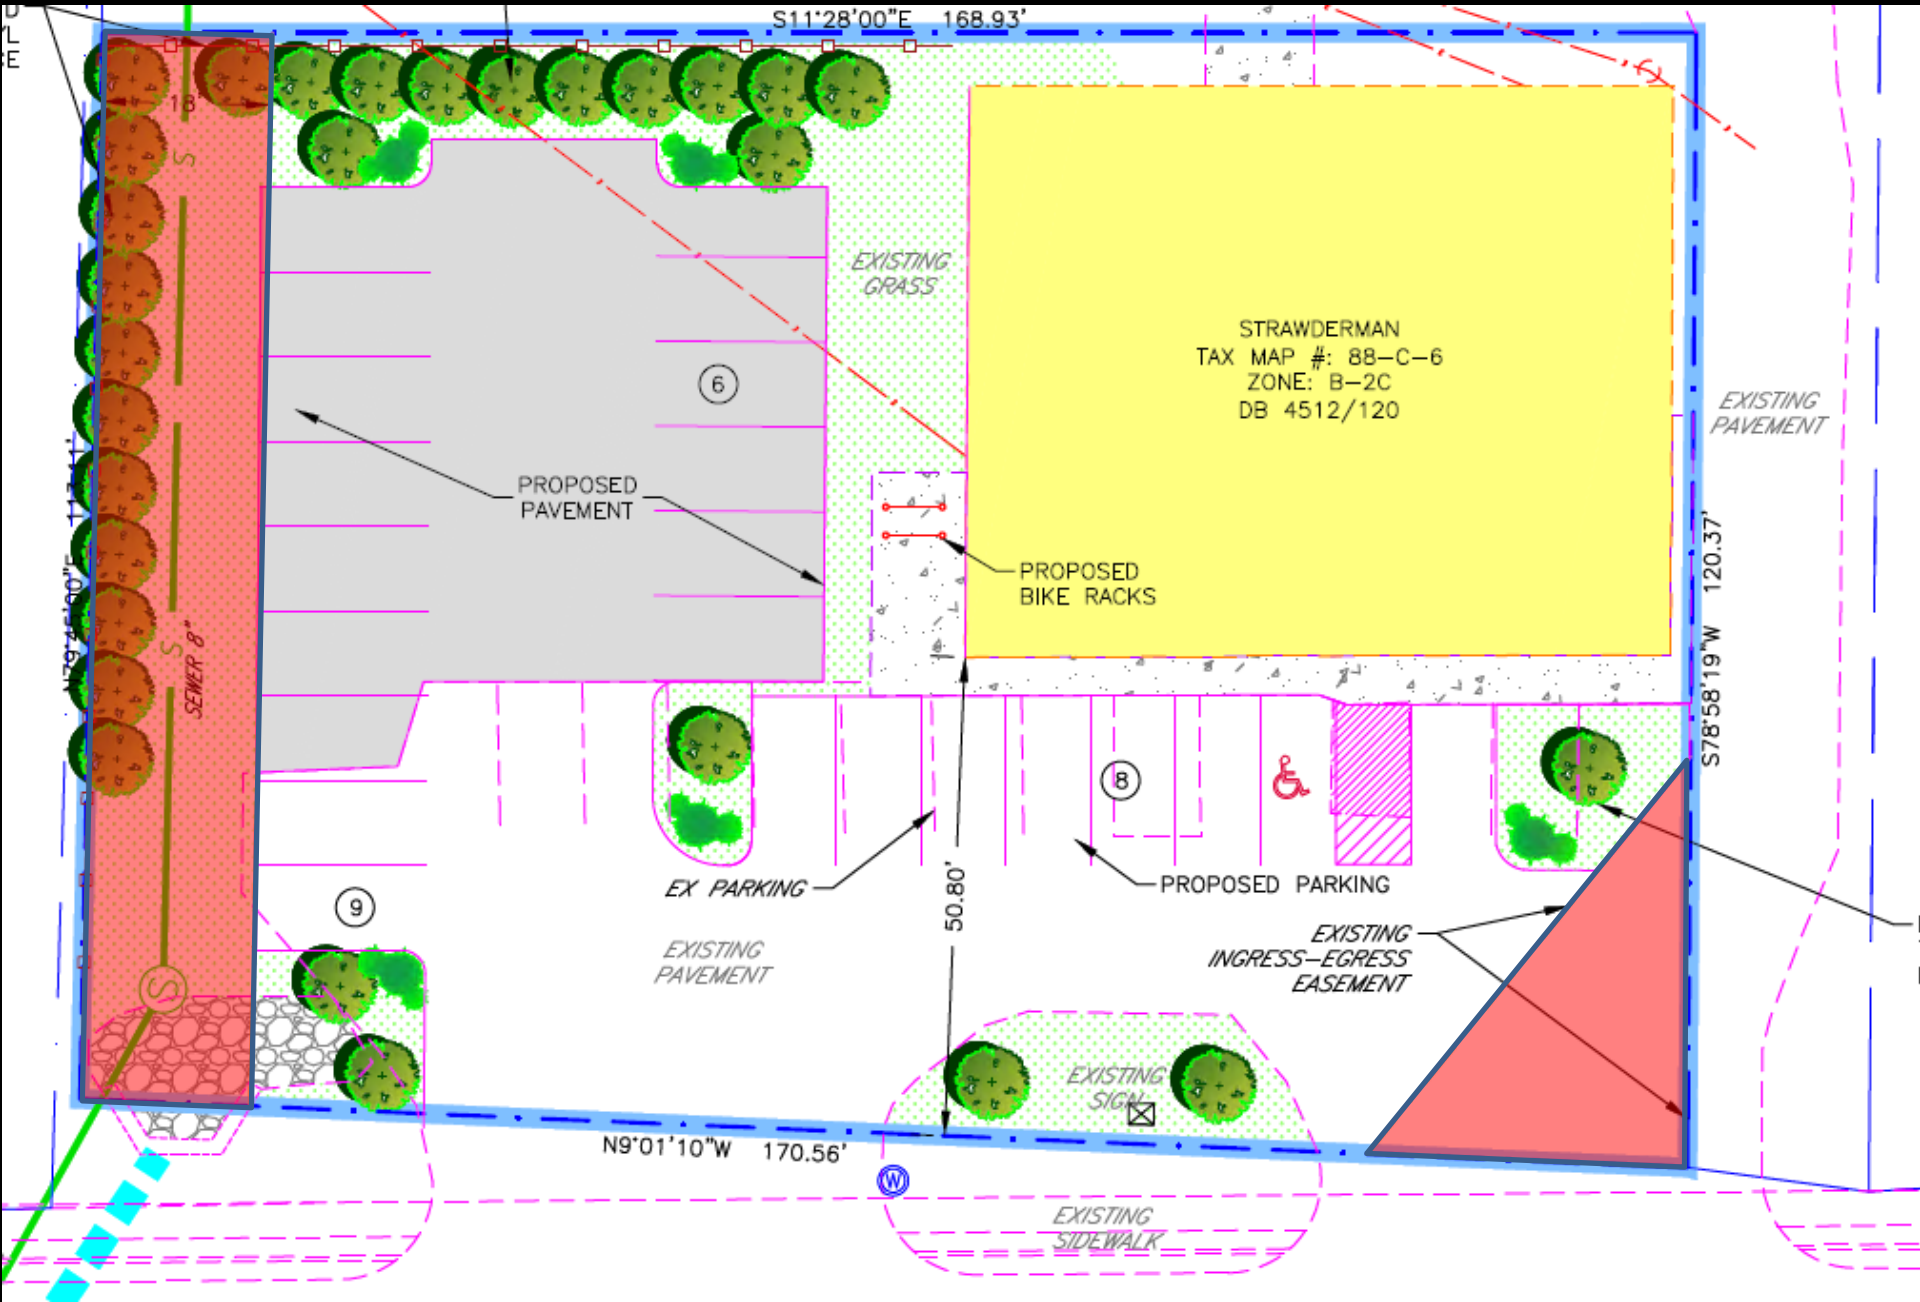 S11°28'00"E 168.93'
18'
EXISTING
GRASS
STRAWDERMAN
TAX MAP #: 88-C-6
ZONE: B-2C
DB 4512/120
6
EXISTING
PAVEMENT
PROPOSED
PAVEMENT
PROPOSED
BIKE RACKS
S
S
SEWER 8"
S78°58'19"W 120.37'
8
EX PARKING
PROPOSED PARKING
50.80'
9
EXISTING
PAVEMENT
EXISTING
INGRESS-EGRESS
EASEMENT
S
EXISTING
SIGN
N9°01'10"W 170.56'
W
EXISTING
SIDEWALK